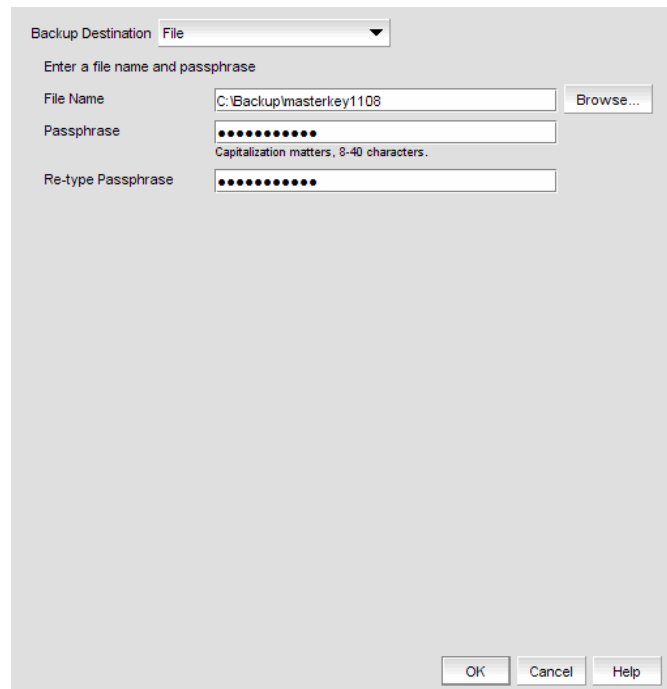 Backup Destination File
Enter a file name and passphrase
File Name C:\Backup\masterkey1108 Browse...
Passphrase ●●●●●●●●●●●
Capitalization matters, 8-40 characters.
Re-type Passphrase ●●●●●●●●●●●
OK Cancel Help